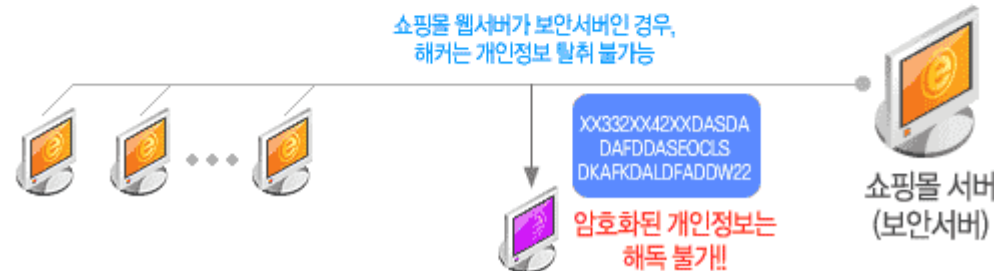 쇼핑몰 웹서버가 보안서버인 경우,
해커는 개인정보 탈취 불가능
XX332XX42XXDASDA
DAFDDASEOCLS
DKAFKDALDFADDW22
쇼핑몰 서버
(보안서버)
암호화된 개인정보는
해독 불가!!